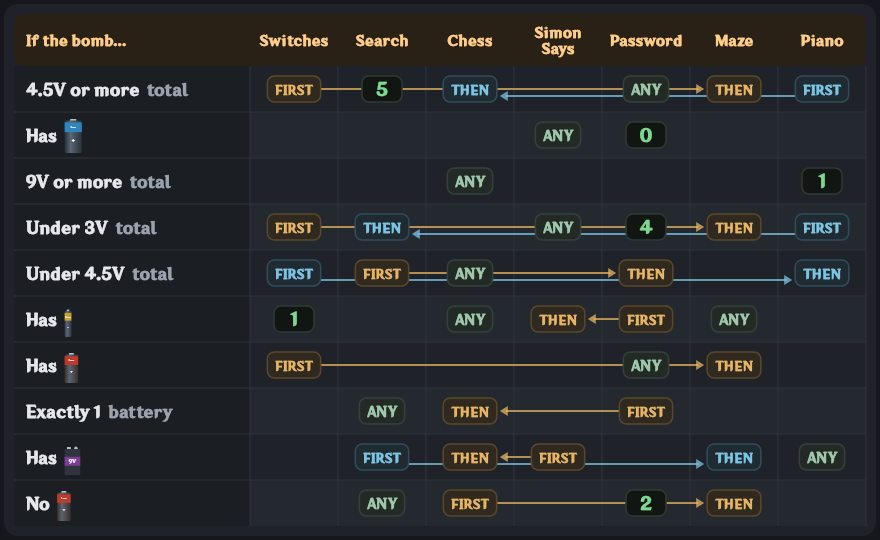 If the bomb... Switches Search Chess Simon Says Password Maze Piano
4.5V or more total FIRST 5 THEN ANY THEN FIRST
Has ANY 0
9V or more total ANY 1
Under 3V total FIRST THEN ANY 4 THEN FIRST
Under 4.5V total FIRST FIRST ANY THEN THEN
Has 1 ANY THEN FIRST ANY
Has FIRST ANY THEN
Exactly 1 battery ANY THEN FIRST
Has 9V FIRST THEN FIRST THEN ANY
No ANY FIRST 2 THEN